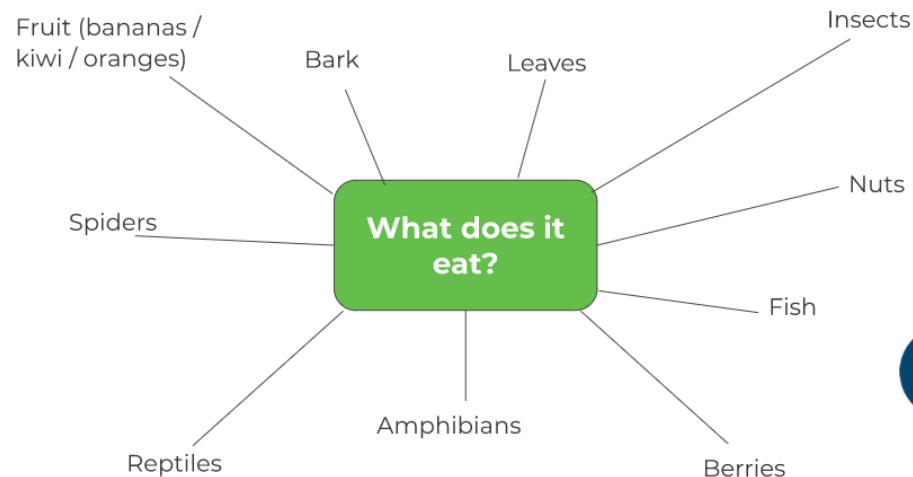 Fruit (bananas /
kiwi / oranges)
Bark
Leaves
Insects
Spiders
What does it
eat?
Nuts
Fish
Amphibians
Reptiles
Berries